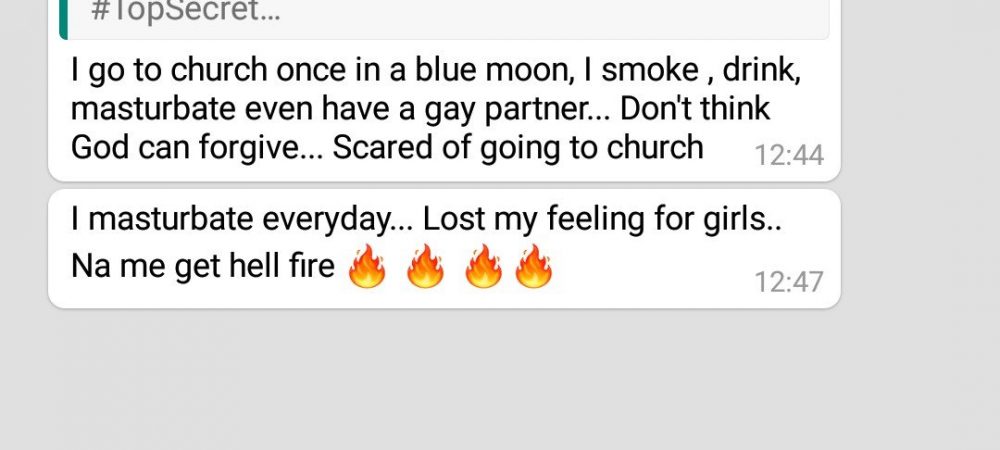 #TopSecret...
I go to church once in a blue moon, I smoke , drink,
masturbate even have a gay partner... Don't think
God can forgive... Scared of going to church 12:44
I masturbate everyday... Lost my feeling for girls..
Na me get hell fire 🔥 🔥 🔥 🔥 12:47